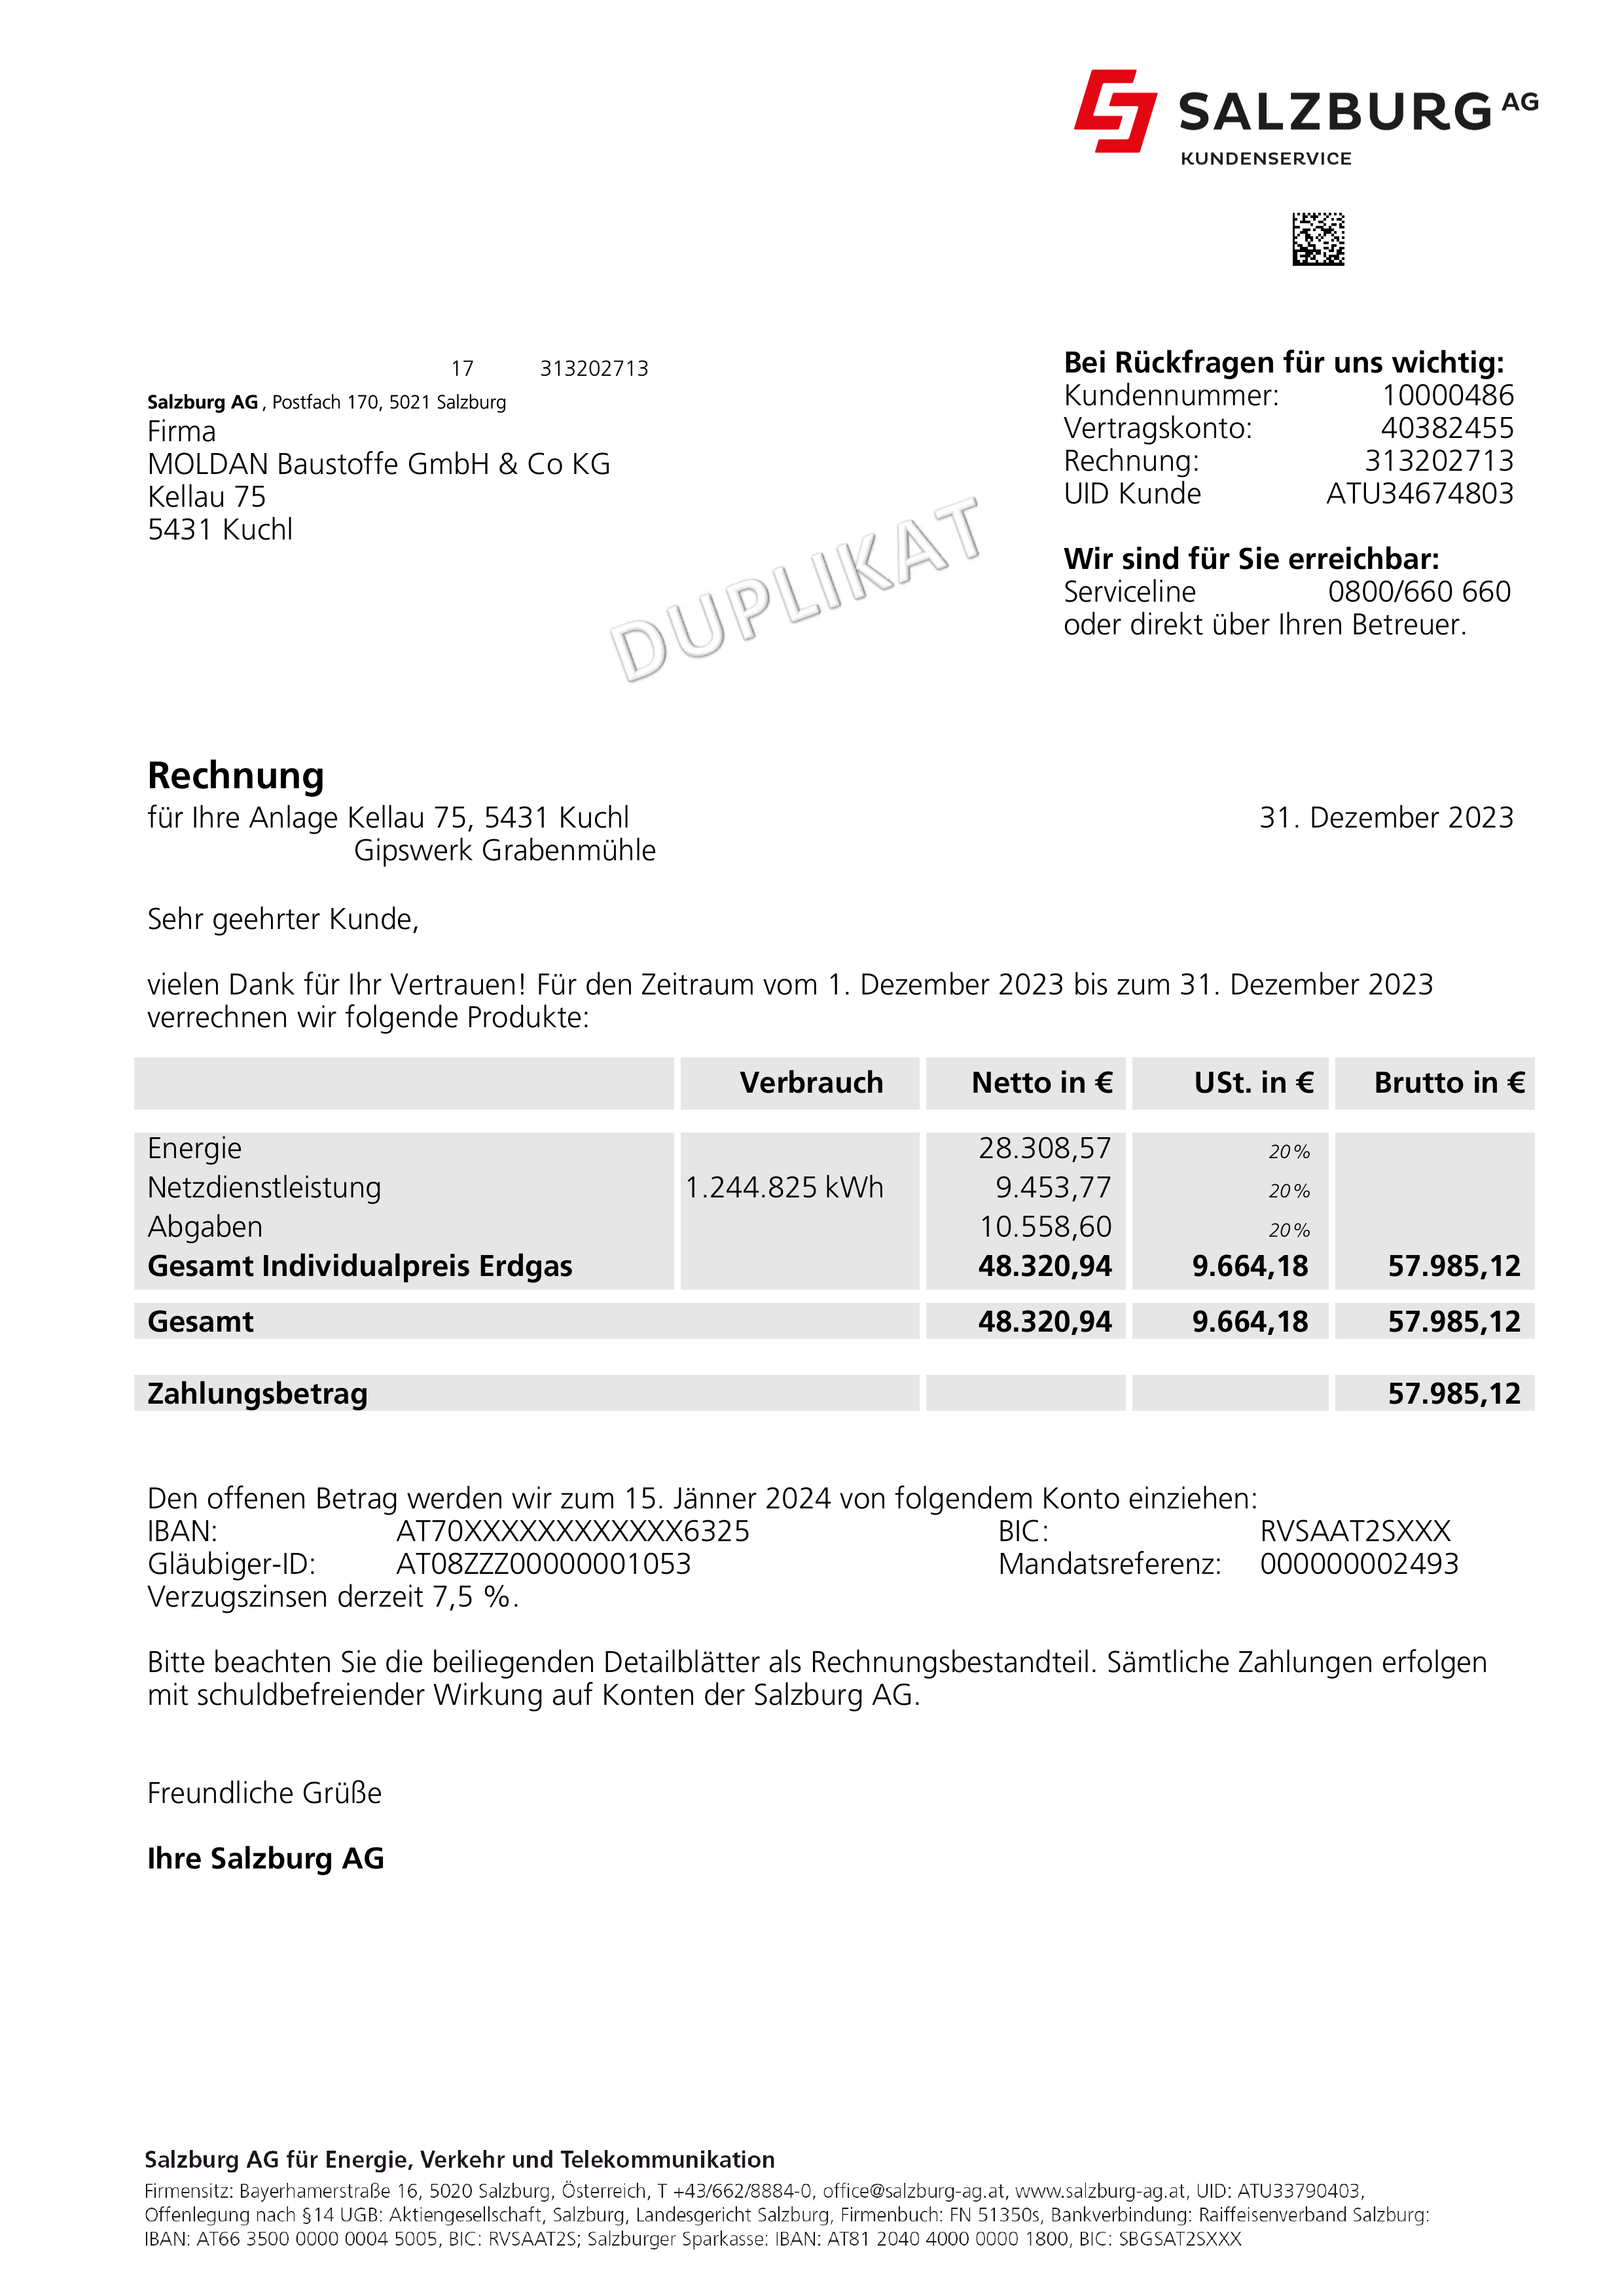 SALZBURG AG
KUNDENSERVICE
17 313202713
Salzburg AG , Postfach 170, 5021 Salzburg
Firma
MOLDAN Baustoffe GmbH & Co KG
Kellau 75
5431 Kuchl
Bei Rückfragen für uns wichtig:
Kundennummer: 10000486
Vertragskonto: 40382455
Rechnung: 313202713
UID Kunde ATU34674803
Wir sind für Sie erreichbar:
Serviceline 0800/660 660
oder direkt über Ihren Betreuer.
DUPLIKAT
Rechnung
für Ihre Anlage Kellau 75, 5431 Kuchl 31. Dezember 2023
Gipswerk Grabenmühle
Sehr geehrter Kunde,
vielen Dank für Ihr Vertrauen! Für den Zeitraum vom 1. Dezember 2023 bis zum 31. Dezember 2023
verrechnen wir folgende Produkte:
Verbrauch Netto in € USt. in € Brutto in €
Energie 28.308,57 20%
Netzdienstleistung 1.244.825 kWh 9.453,77 20%
Abgaben 10.558,60 20%
Gesamt Individualpreis Erdgas 48.320,94 9.664,18 57.985,12
Gesamt 48.320,94 9.664,18 57.985,12
Zahlungsbetrag 57.985,12
Den offenen Betrag werden wir zum 15. Jänner 2024 von folgendem Konto einziehen:
IBAN: AT70XXXXXXXXXXXX6325 BIC: RVSAAT2SXXX
Gläubiger-ID: AT08ZZZ00000001053 Mandatsreferenz: 000000002493
Verzugszinsen derzeit 7,5 %.
Bitte beachten Sie die beiliegenden Detailblätter als Rechnungsbestandteil. Sämtliche Zahlungen erfolgen
mit schuldbefreiender Wirkung auf Konten der Salzburg AG.
Freundliche Grüße
Ihre Salzburg AG
Salzburg AG für Energie, Verkehr und Telekommunikation
Firmensitz: Bayerhamerstraße 16, 5020 Salzburg, Österreich, T +43/662/8884-0, office@salzburg-ag.at, www.salzburg-ag.at, UID: ATU33790403,
Offenlegung nach §14 UGB: Aktiengesellschaft, Salzburg, Landesgericht Salzburg, Firmenbuch: FN 51350s, Bankverbindung: Raiffeisenverband Salzburg:
IBAN: AT66 3500 0000 0004 5005, BIC: RVSAAT2S; Salzburger Sparkasse: IBAN: AT81 2040 4000 0000 1800, BIC: SBGSAT2SXXX